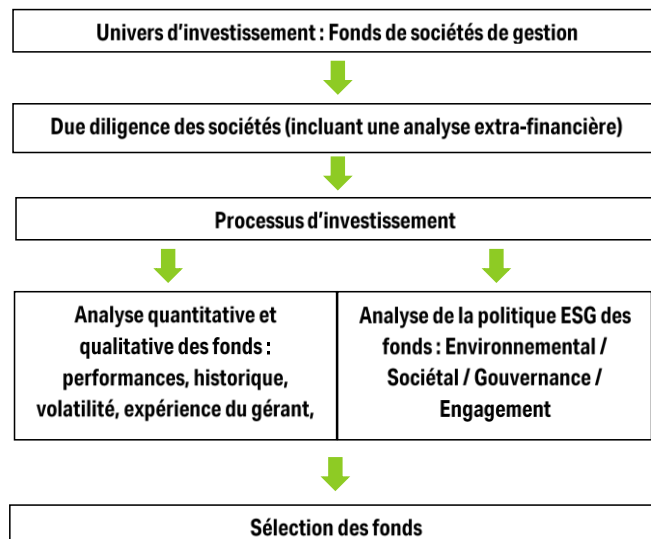 Univers d’investissement : Fonds de sociétés de gestion
Due diligence des sociétés (incluant une analyse extra-financière)
Processus d’investissement
Analyse quantitative et
qualitative des fonds :
performances, historique,
volatilité, expérience du gérant,
Analyse de la politique ESG des
fonds : Environnemental /
Sociétal / Gouvernance /
Engagement
Sélection des fonds